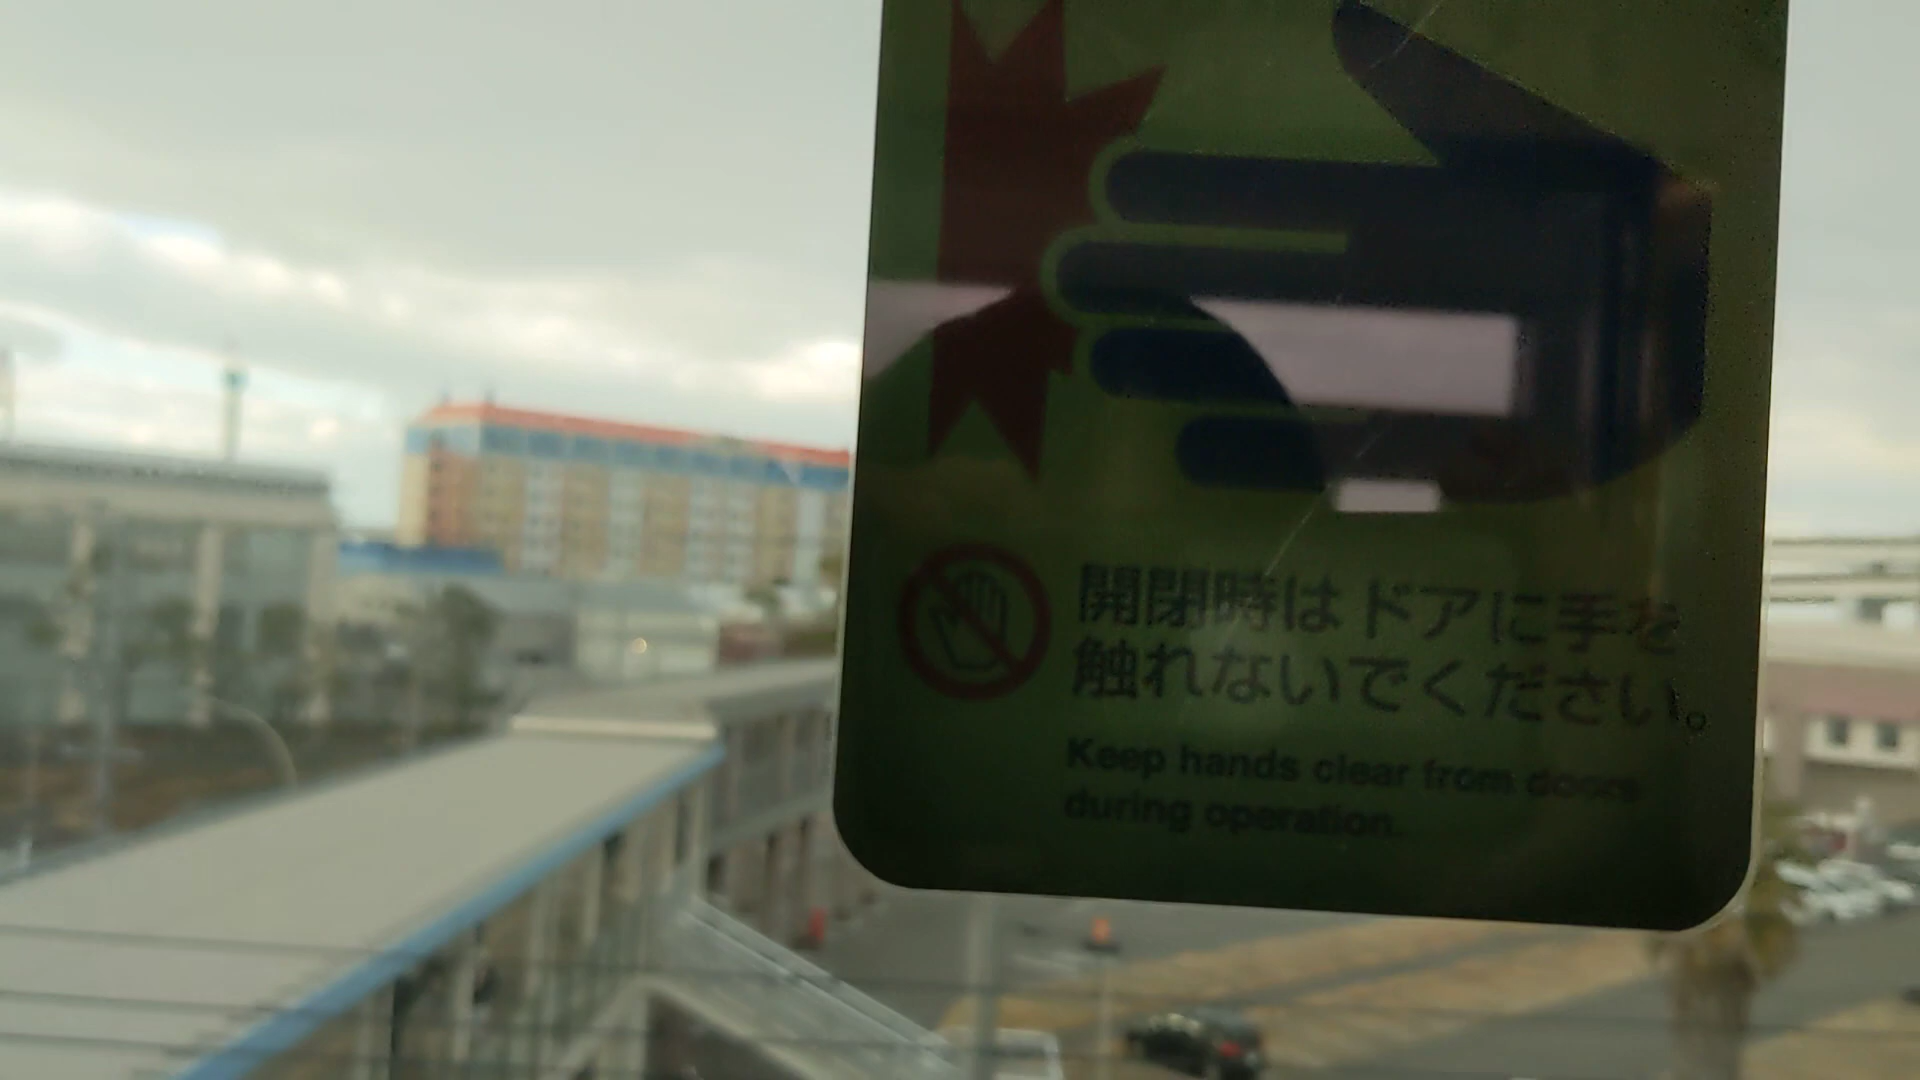 開閉時はドアに手を
触れないでください。
Keep hands clear from doors
during operation.